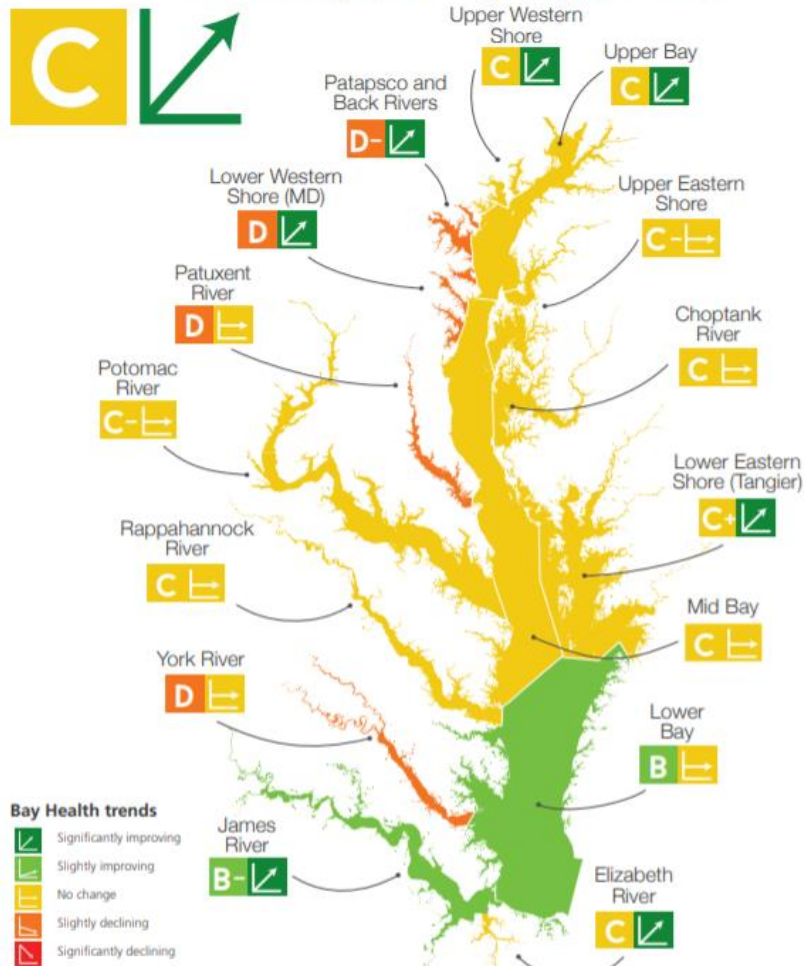 C
Upper Western
Shore
C
Upper Bay
C
Patapsco and
Back Rivers
D-
Lower Western
Shore (MD)
D
Upper Eastern
Shore
C-
Patuxent
River
D
Choptank
River
C
Potomac
River
C-
Lower Eastern
Shore (Tangier)
C+
Rappahannock
River
C
Mid Bay
C
York River
D
Lower
Bay
B
James
River
B-
Elizabeth
River
C
Bay Health trends
Significantly improving
Slightly improving
No change
Slightly declining
Significantly declining